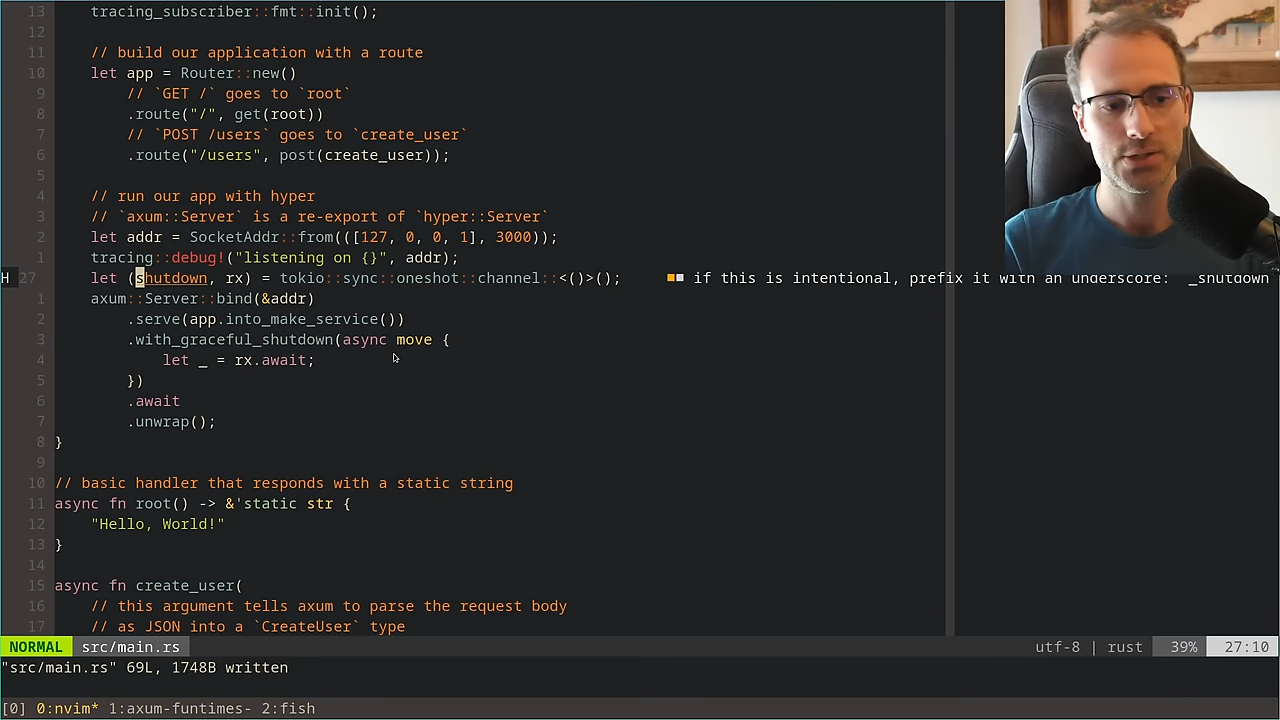 13     tracing_subscriber::fmt::init();
12
11     // build our application with a route
10     let app = Router::new()
9         // `GET /` goes to `root`
8         .route("/", get(root))
7         // `POST /users` goes to `create_user`
6         .route("/users", post(create_user));
5
4     // run our app with hyper
3     // `axum::Server` is a re-export of `hyper::Server`
2     let addr = SocketAddr::from(([127, 0, 0, 1], 3000));
1     tracing::debug!("listening on {}", addr);
H 27     let (shutdown, rx) = tokio::sync::oneshot::channel::<()>();     ■■ if this is intentional, prefix it with an underscore: `_shutdown`
1     axum::Server::bind(&addr)
2         .serve(app.into_make_service())
3         .with_graceful_shutdown(async move {
4             let _ = rx.await;
5         })
6         .await
7         .unwrap();
8 }
9
10 // basic handler that responds with a static string
11 async fn root() -> &'static str {
12     "Hello, World!"
13 }
14
15 async fn create_user(
16     // this argument tells axum to parse the request body
17     // as JSON into a `CreateUser` type
NORMAL src/main.rs utf-8 | rust 39% 27:10
"src/main.rs" 69L, 1748B written
[0] 0:nvim* 1:axum-funtimes- 2:fish